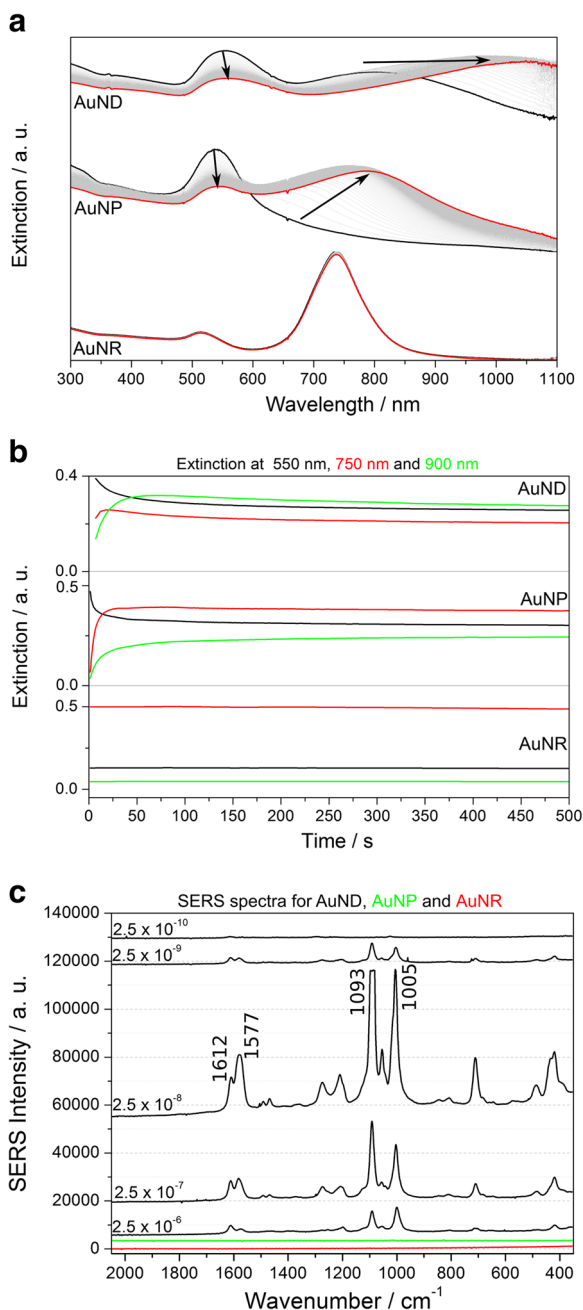 a
Extinction / a. u.
AuND
AuNP
AuNR
300 400 500 600 700 800 900 1000 1100
Wavelength / nm
b
Extinction at 550 nm, 750 nm and 900 nm
Extinction / a. u.
0.4
AuND
0.0
0.5
AuNP
0.0
0.5
AuNR
0.0
0 50 100 150 200 250 300 350 400 450 500
Time / s
c
SERS spectra for AuND, AuNP and AuNR
SERS Intensity / a. u.
140000
2.5 x 10⁻¹⁰
2.5 x 10⁻⁹
120000
100000
1093
1005
80000
1612
1577
60000
2.5 x 10⁻⁸
40000
20000
2.5 x 10⁻⁷
2.5 x 10⁻⁶
0
2000 1800 1600 1400 1200 1000 800 600 400
Wavenumber / cm⁻¹